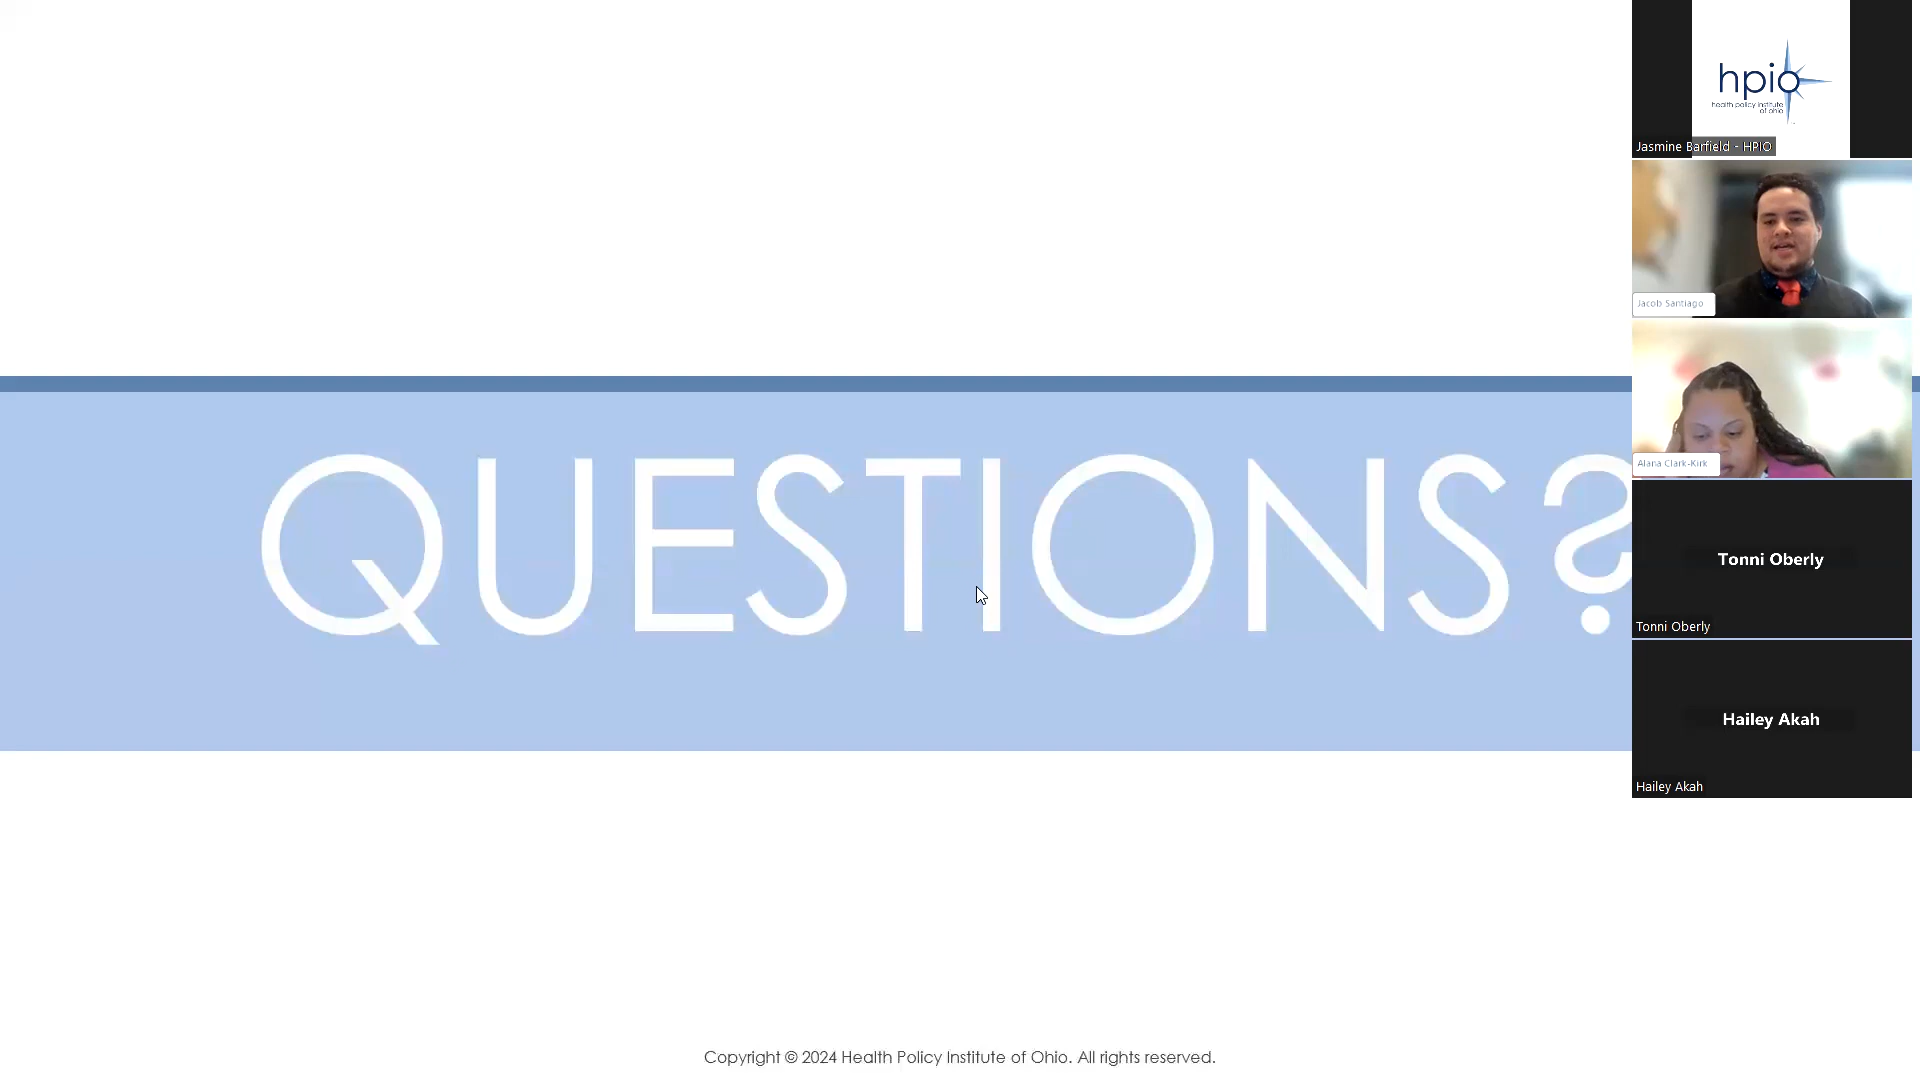 hpio
health policy institute
of ohio
Jasmine Barfield - HPIO
Jacob Santiago
Alana Clark-Kirk
QUESTIONS?
Tonni Oberly
Tonni Oberly
Hailey Akah
Hailey Akah
Copyright © 2024 Health Policy Institute of Ohio. All rights reserved.